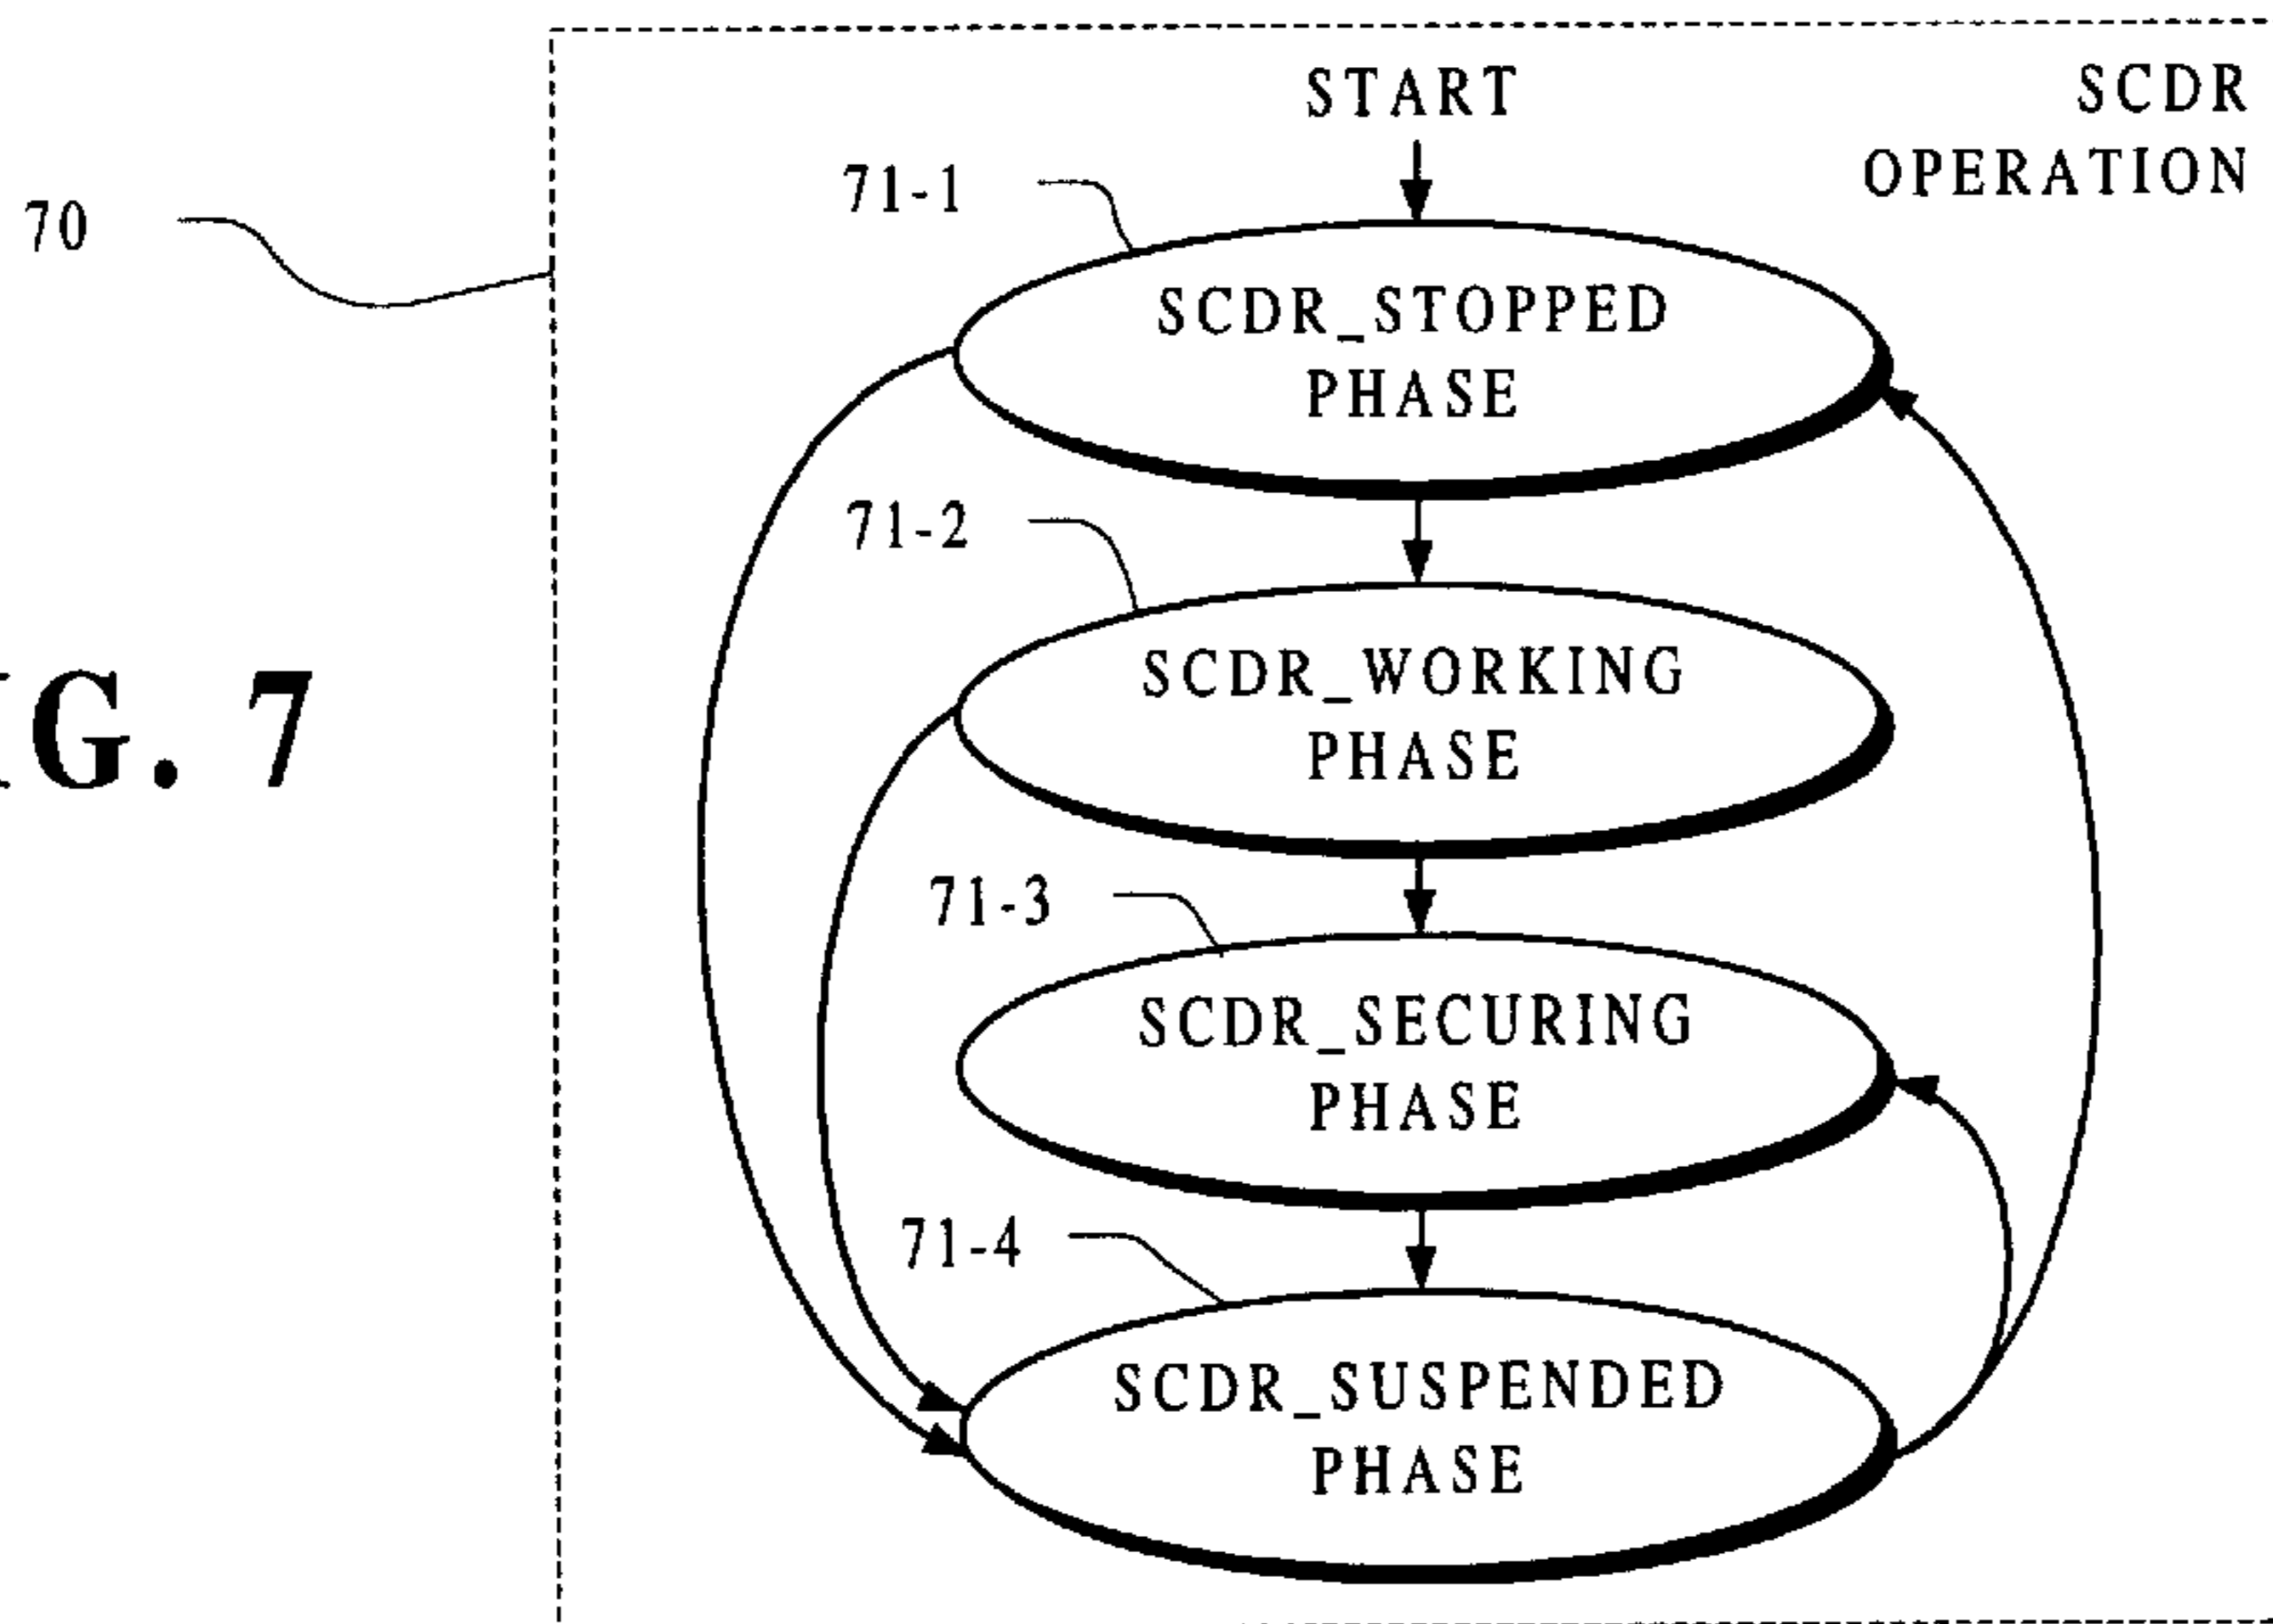 START
SCDR
OPERATION
71-1
70
SCDR_STOPPED
PHASE
71-2
SCDR_WORKING
PHASE
G. 7
71-3
SCDR_SECURING
PHASE
71-4
SCDR_SUSPENDED
PHASE